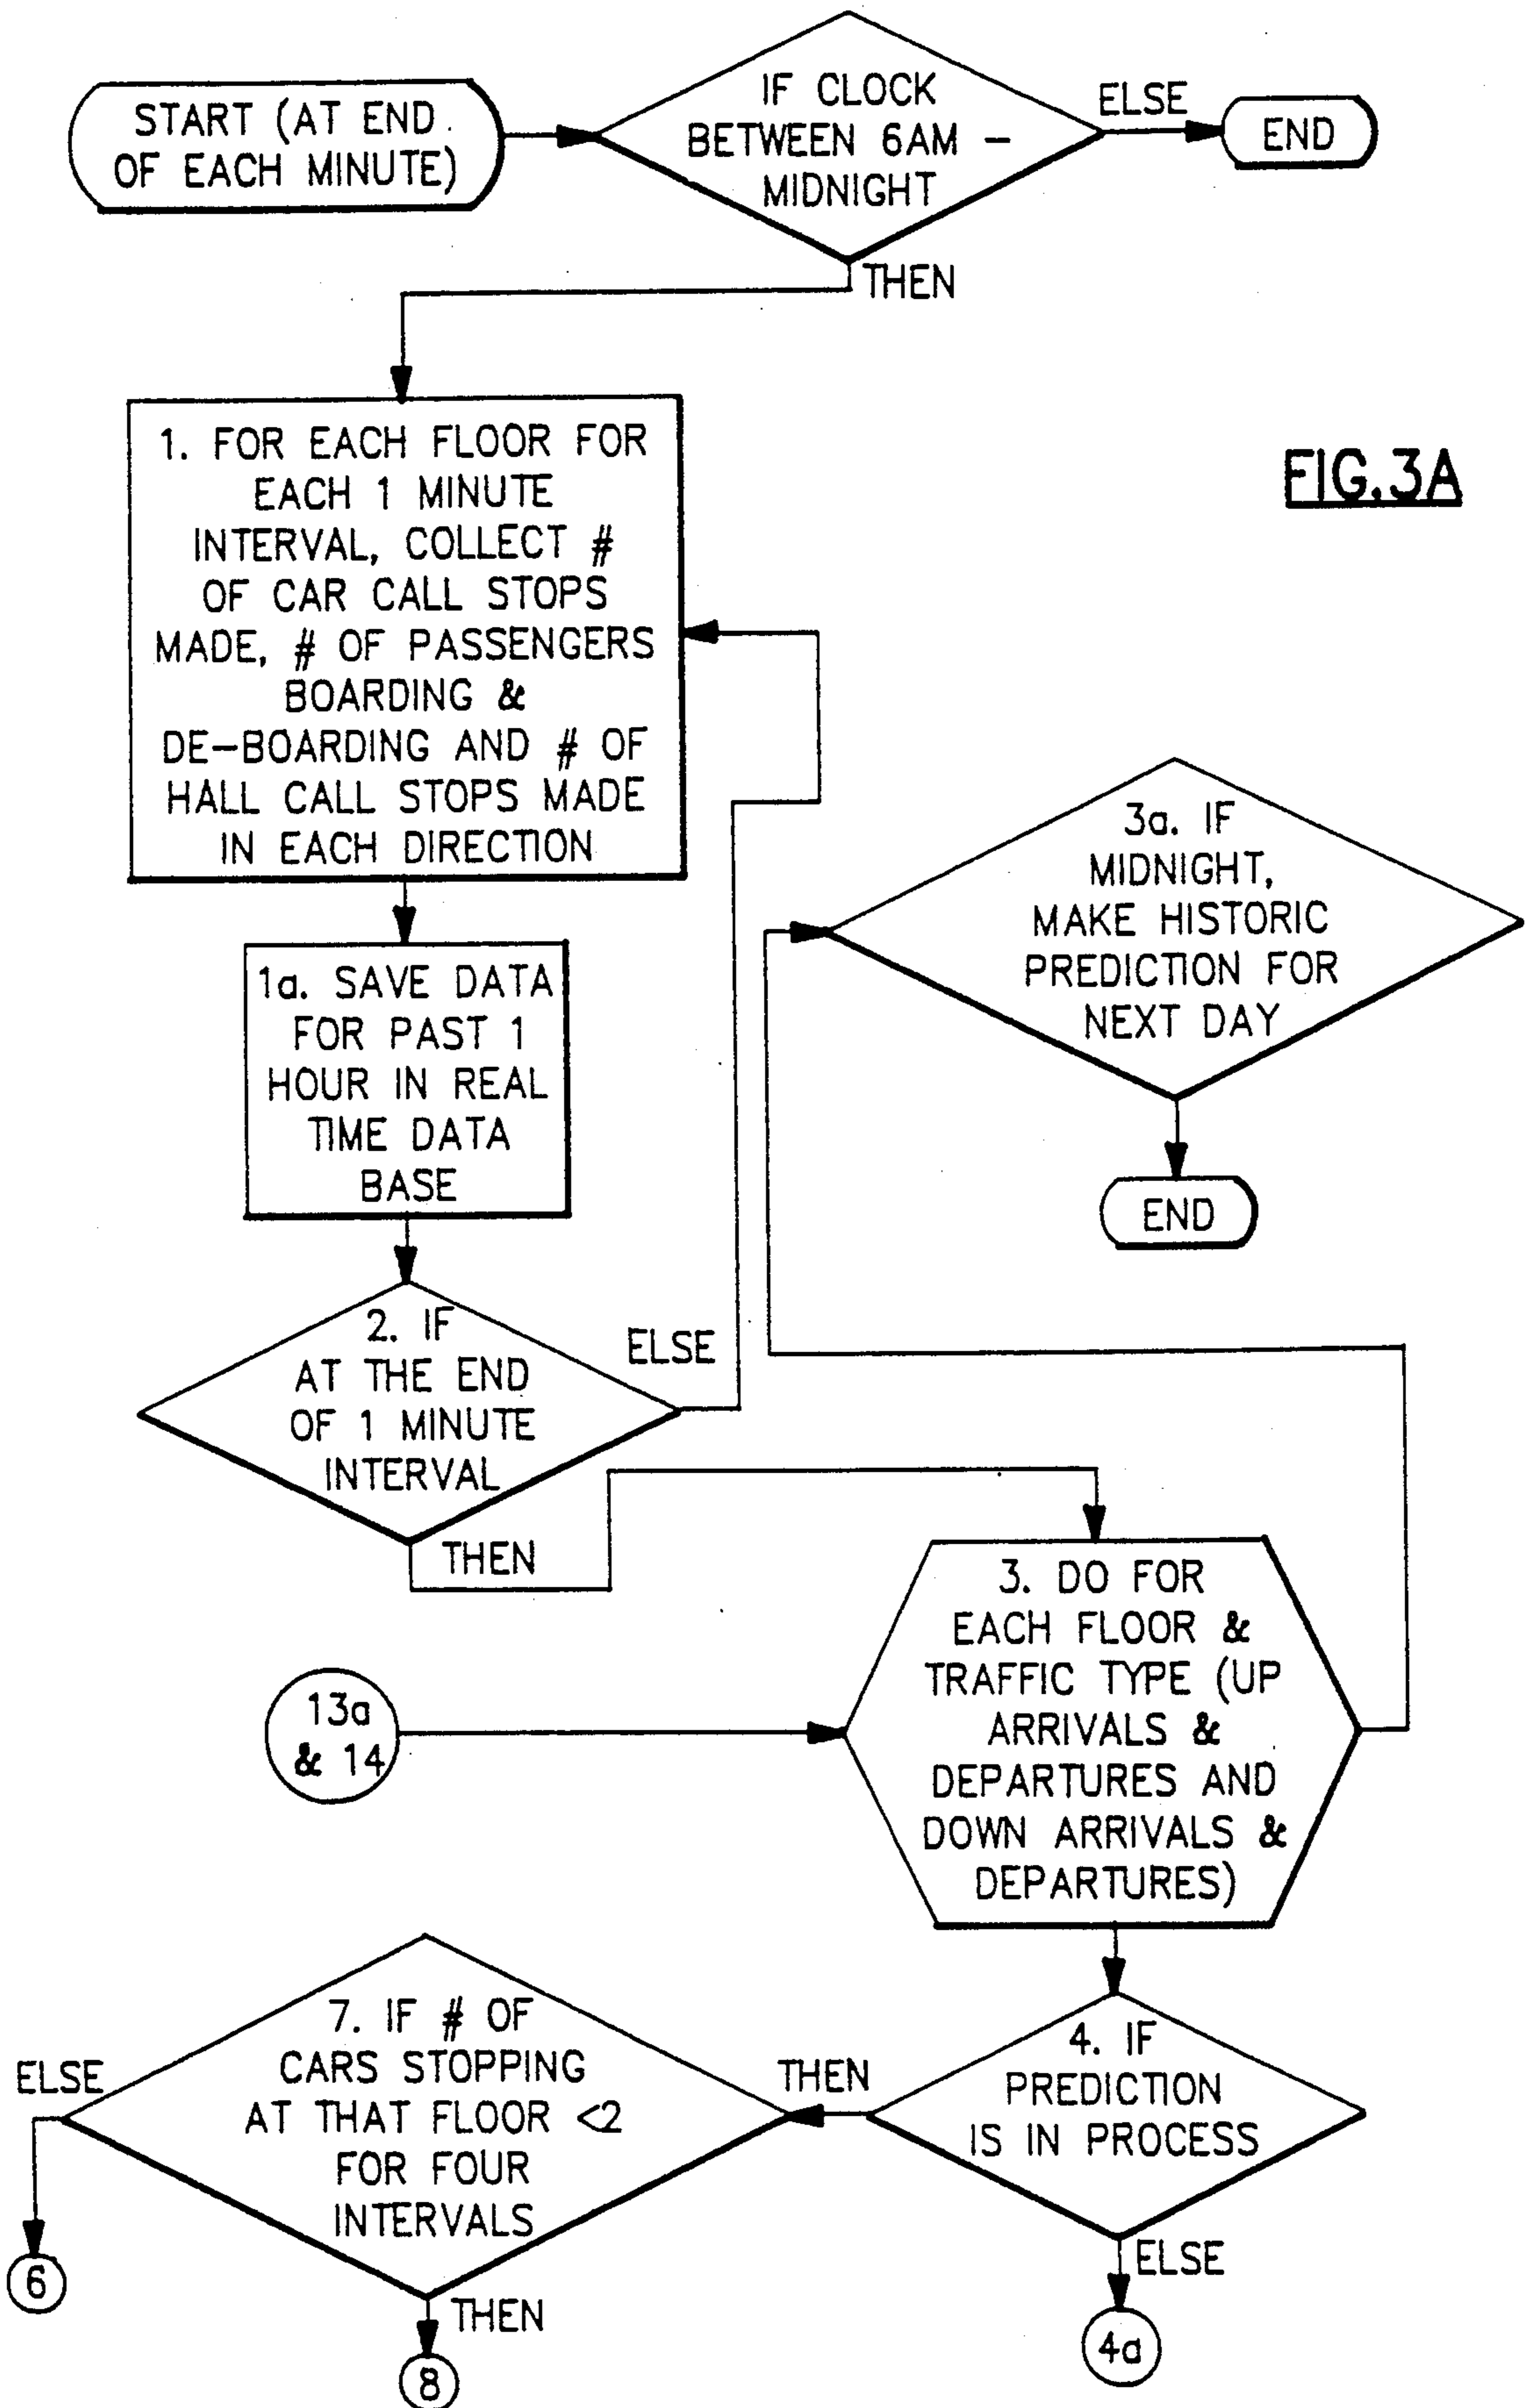 START (AT END
OF EACH MINUTE)
IF CLOCK
BETWEEN 6AM –
MIDNIGHT
ELSE
END
THEN
1. FOR EACH FLOOR FOR
EACH 1 MINUTE
INTERVAL, COLLECT #
OF CAR CALL STOPS
MADE, # OF PASSENGERS
BOARDING &
DE–BOARDING AND # OF
HALL CALL STOPS MADE
IN EACH DIRECTION
FIG.3A
1a. SAVE DATA
FOR PAST 1
HOUR IN REAL
TIME DATA
BASE
3a. IF
MIDNIGHT,
MAKE HISTORIC
PREDICTION FOR
NEXT DAY
END
2. IF
AT THE END
OF 1 MINUTE
INTERVAL
ELSE
THEN
3. DO FOR
EACH FLOOR &
TRAFFIC TYPE (UP
ARRIVALS &
DEPARTURES AND
DOWN ARRIVALS &
DEPARTURES)
13a
& 14
4. IF
PREDICTION
IS IN PROCESS
THEN
ELSE
4a
7. IF # OF
CARS STOPPING
AT THAT FLOOR <2
FOR FOUR
INTERVALS
ELSE
6
THEN
8